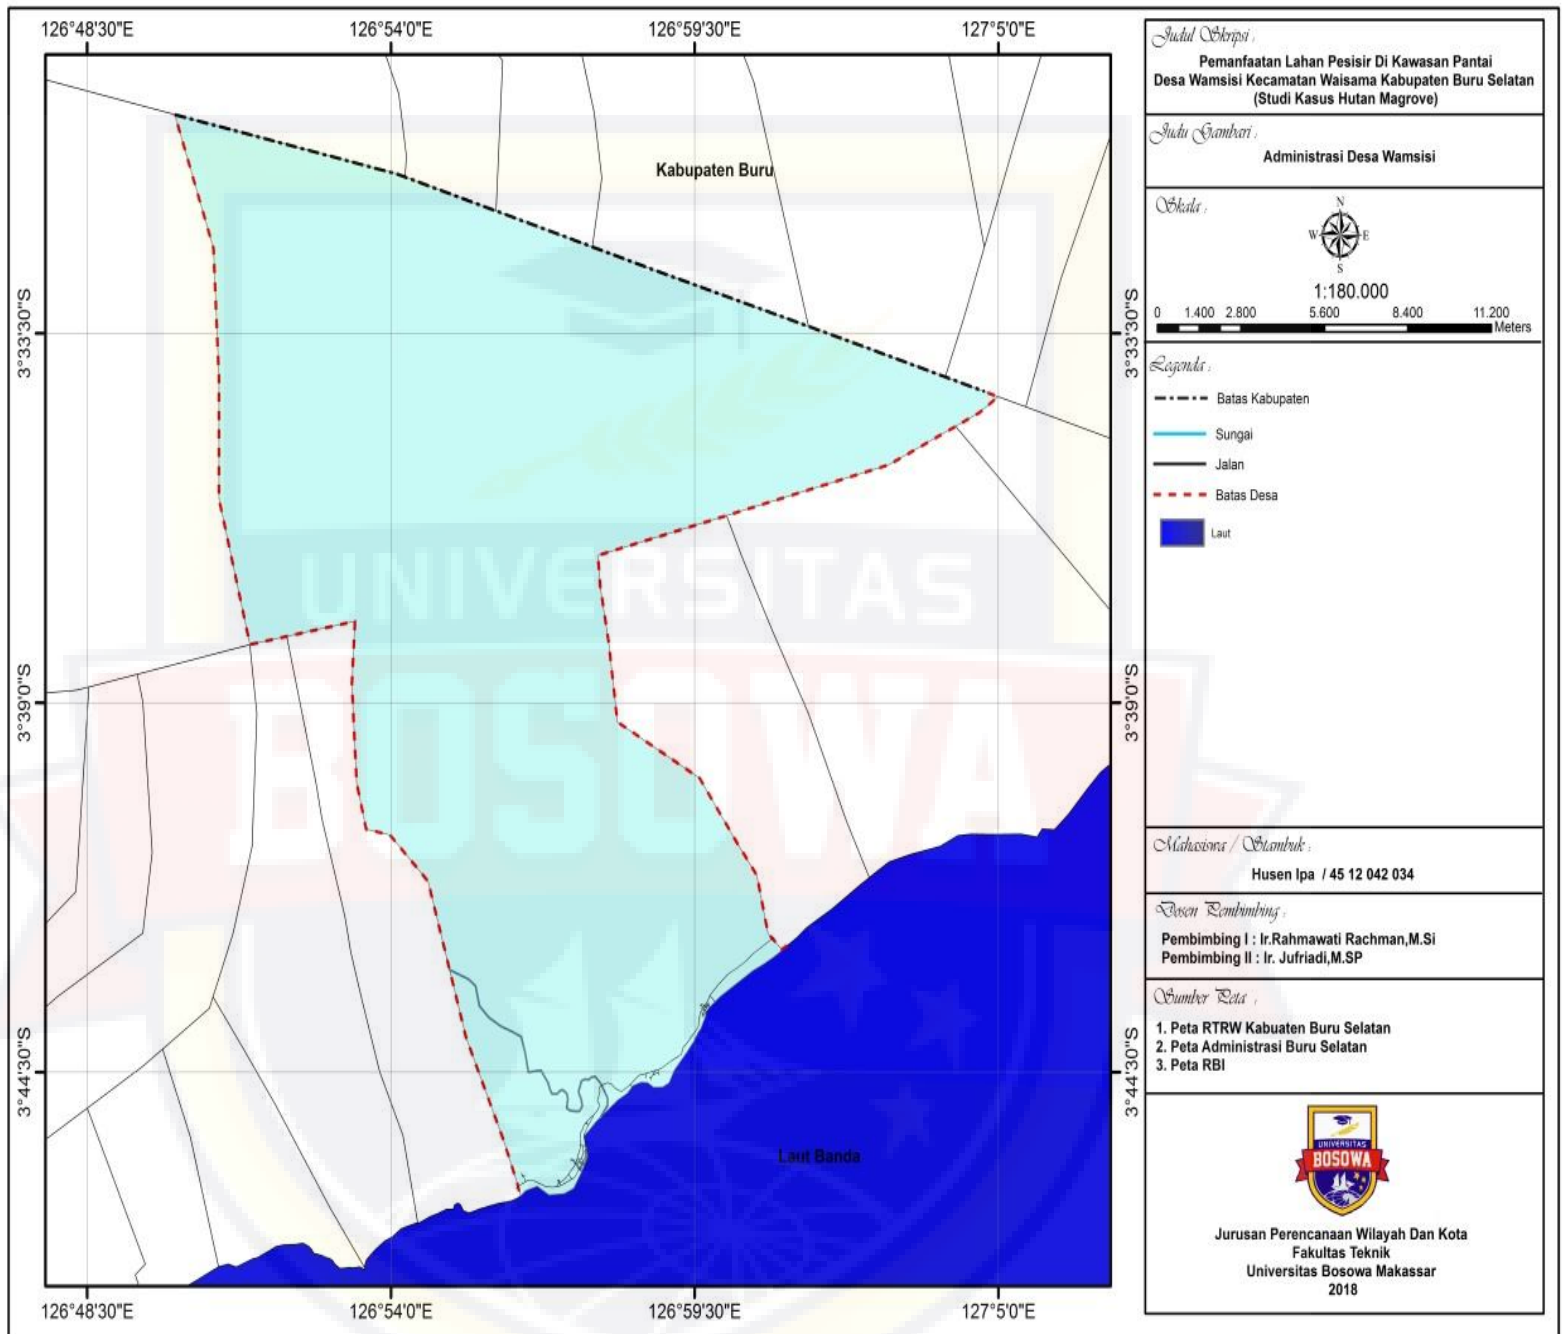 126°48'30"E 126°54'0"E 126°59'30"E 127°5'0"E
3°33'30"S 3°33'30"S
3°39'0"S 3°39'0"S
3°44'30"S 3°44'30"S
126°48'30"E 126°54'0"E 126°59'30"E 127°5'0"E
Kabupaten Buru
Laut Banda
UNIVERSITAS
BOSOWA
Judul Skripsi :
Pemanfaatan Lahan Pesisir Di Kawasan Pantai
Desa Wamsisi Kecamatan Waisama Kabupaten Buru Selatan
(Studi Kasus Hutan Magrove)
Judu Gambari :
Administrasi Desa Wamsisi
Skala :
N
W E
S
1:180.000
0 1.400 2.800 5.600 8.400 11.200
Meters
Legenda :
Batas Kabupaten
Sungai
Jalan
Batas Desa
Laut
Mahasiswa / Stambuk :
Husen Ipa / 45 12 042 034
Dosen Pembimbing :
Pembimbing I : Ir.Rahmawati Rachman,M.Si
Pembimbing II : Ir. Jufriadi,M.SP
Sumber Peta :
1. Peta RTRW Kabuaten Buru Selatan
2. Peta Administrasi Buru Selatan
3. Peta RBI
UNIVERSITAS
BOSOWA
Jurusan Perencanaan Wilayah Dan Kota
Fakultas Teknik
Universitas Bosowa Makassar
2018